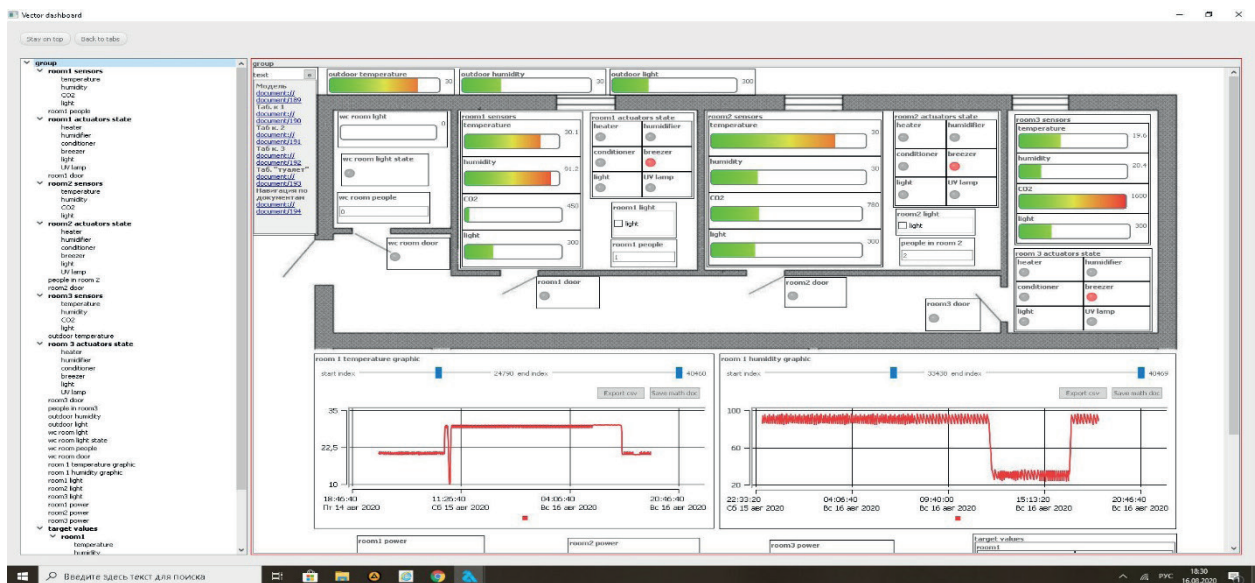 Vector dashboard
Stay on top
Back to tabs
group
room1 sensors
temperature
humidity
CO2
light
room1 people
room1 actuators state
heater
humidifier
conditioner
breezer
light
UV lamp
room1 door
room2 sensors
temperature
humidity
CO2
light
room2 actuators state
heater
humidifier
conditioner
breezer
light
UV lamp
people in room 2
room2 door
room3 sensors
temperature
humidity
CO2
light
outdoor temperature
room 3 actuators state
heater
humidifier
conditioner
breezer
light
UV lamp
room3 door
people in room3
outdoor humidity
outdoor light
wc room light
wc room light state
wc room people
wc room door
room 1 temperature graphic
room 1 humidity graphic
room1 light
room2 light
room3 light
room1 power
room2 power
room3 power
target values
room1
temperature
humidity
group
text
Модель
document://
document/189
Таб. к 1
document://
document/190
Таб к. 2
document://
document/191
Таб к. 3
document://
document/192
Таб. "туалет"
document://
document/193
Навигация по
документам
document://
document/194
outdoor temperature
30
outdoor humidity
30
outdoor light
300
wc room light
0
wc room light state
wc room people
0
wc room door
room1 sensors
temperature
30.1
humidity
91.2
CO2
450
light
300
room1 actuators state
heater
humidifier
conditioner
breezer
light
UV lamp
room1 light
light
room1 people
1
room1 door
room2 sensors
temperature
30
humidity
30
CO2
760
light
300
room2 actuators state
heater
humidifier
conditioner
breezer
light
UV lamp
room2 light
light
people in room 2
2
room2 door
room3 sensors
temperature
19.6
humidity
20.4
CO2
1600
light
300
room 3 actuators state
heater
humidifier
conditioner
breezer
light
UV lamp
room3 door
room 1 temperature graphic
start index
24790 end index
40460
Export csv
Save math doc
35
22,5
10
18:46:40
Пт 14 авг 2020
11:26:40
Сб 15 авг 2020
04:06:40
Вс 16 авг 2020
20:46:40
Вс 16 авг 2020
room 1 humidity graphic
start index
33430 end index
40469
Export csv
Save math doc
100
60
20
22:33:20
Сб 15 авг 2020
04:06:40
Вс 16 авг 2020
09:40:00
Вс 16 авг 2020
15:13:20
Вс 16 авг 2020
20:46:40
Вс 16 авг 2020
room1 power
room2 power
room3 power
target values
room1
Введите здесь текст для поиска
РУС
18:30
16.08.2020